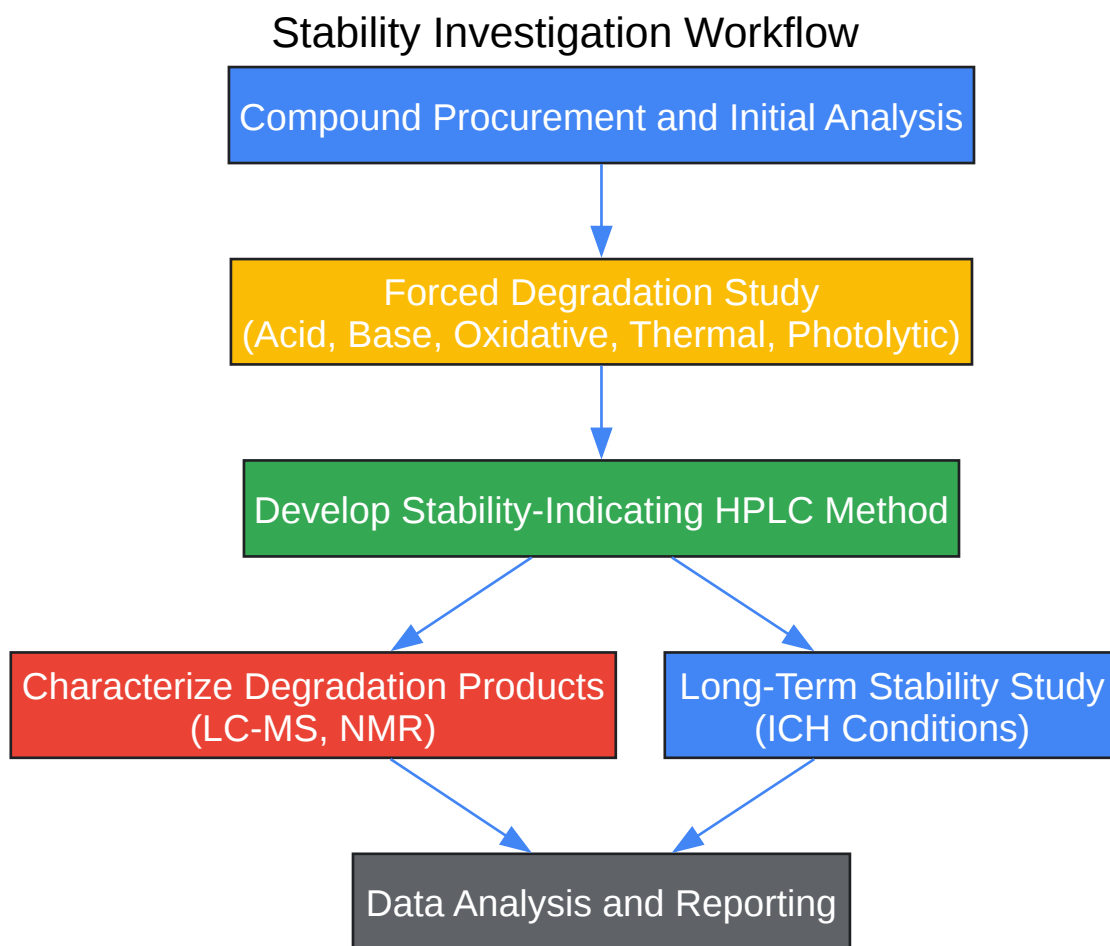 Stability Investigation Workflow
Compound Procurement and Initial Analysis
Forced Degradation Study
(Acid, Base, Oxidative, Thermal, Photolytic)
Develop Stability-Indicating HPLC Method
Characterize Degradation Products
(LC-MS, NMR)
Long-Term Stability Study
(ICH Conditions)
Data Analysis and Reporting